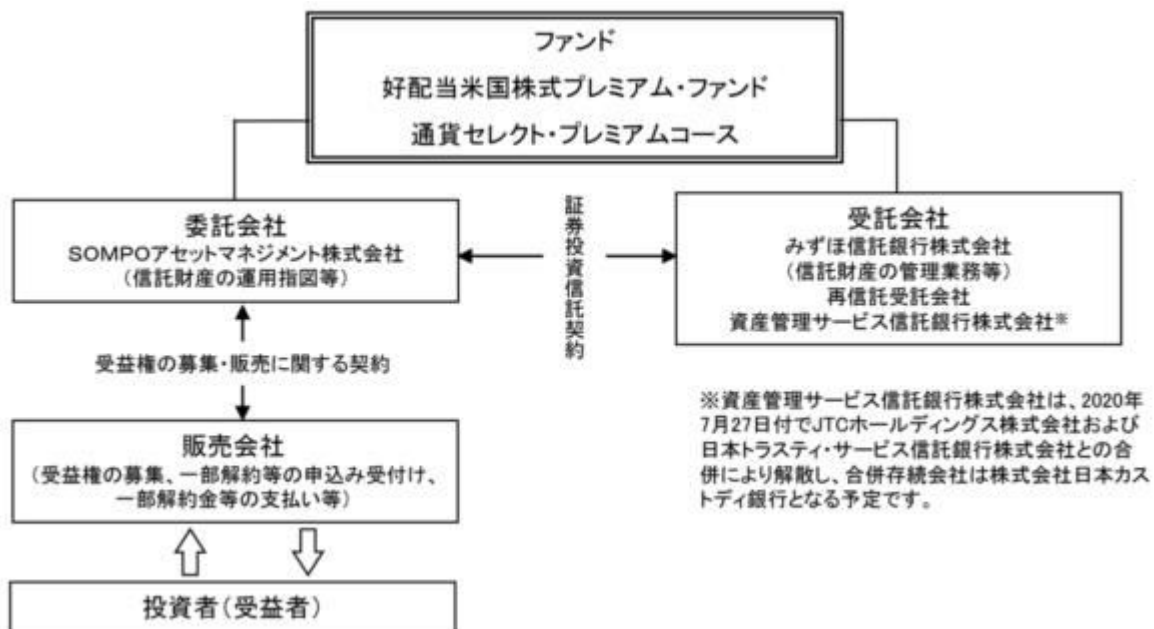 ファンド
好配当米国株式プレミアム・ファンド
通貨セレクト・プレミアムコース
委託会社
SOMPOアセットマネジメント株式会社
(信託財産の運用指図等)
証券投資信託契約
受託会社
みずほ信託銀行株式会社
(信託財産の管理業務等)
再信託受託会社
資産管理サービス信託銀行株式会社※
受益権の募集・販売に関する契約
販売会社
(受益権の募集、一部解約等の申込み受付け、
一部解約金等の支払い等)
投資者(受益者)
※資産管理サービス信託銀行株式会社は、2020年
7月27日付でJTCホールディングス株式会社および
日本トラスティ・サービス信託銀行株式会社との合
併により解散し、合併存続会社は株式会社日本カス
トディ銀行となる予定です。